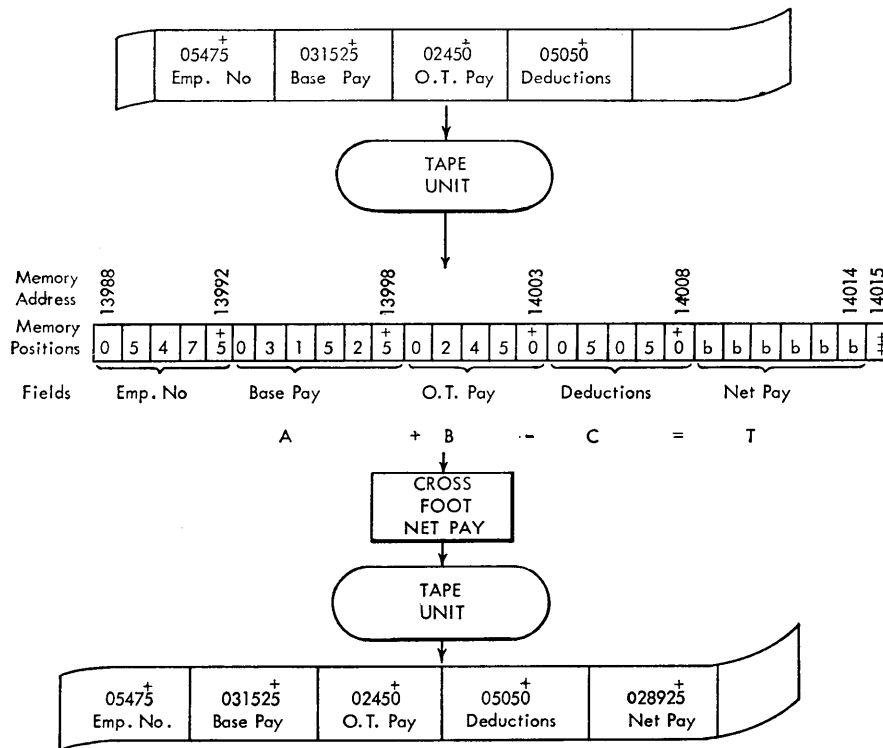 05475+ 031525+ 02450+ 05050+
Emp. No Base Pay O.T. Pay Deductions
TAPE
UNIT
Memory
Address
13988 13992 13998 14003 14008 14014 14015
Memory
Positions
0 5 4 7 5+ 0 3 1 5 2 5+ 0 2 4 5 0+ 0 5 0 5 0+ b b b b b b ‡
Fields Emp. No Base Pay O.T. Pay Deductions Net Pay
A + B - C = T
CROSS
FOOT
NET PAY
TAPE
UNIT
05475+ 031525+ 02450+ 05050+ 028925+
Emp. No. Base Pay O.T. Pay Deductions Net Pay